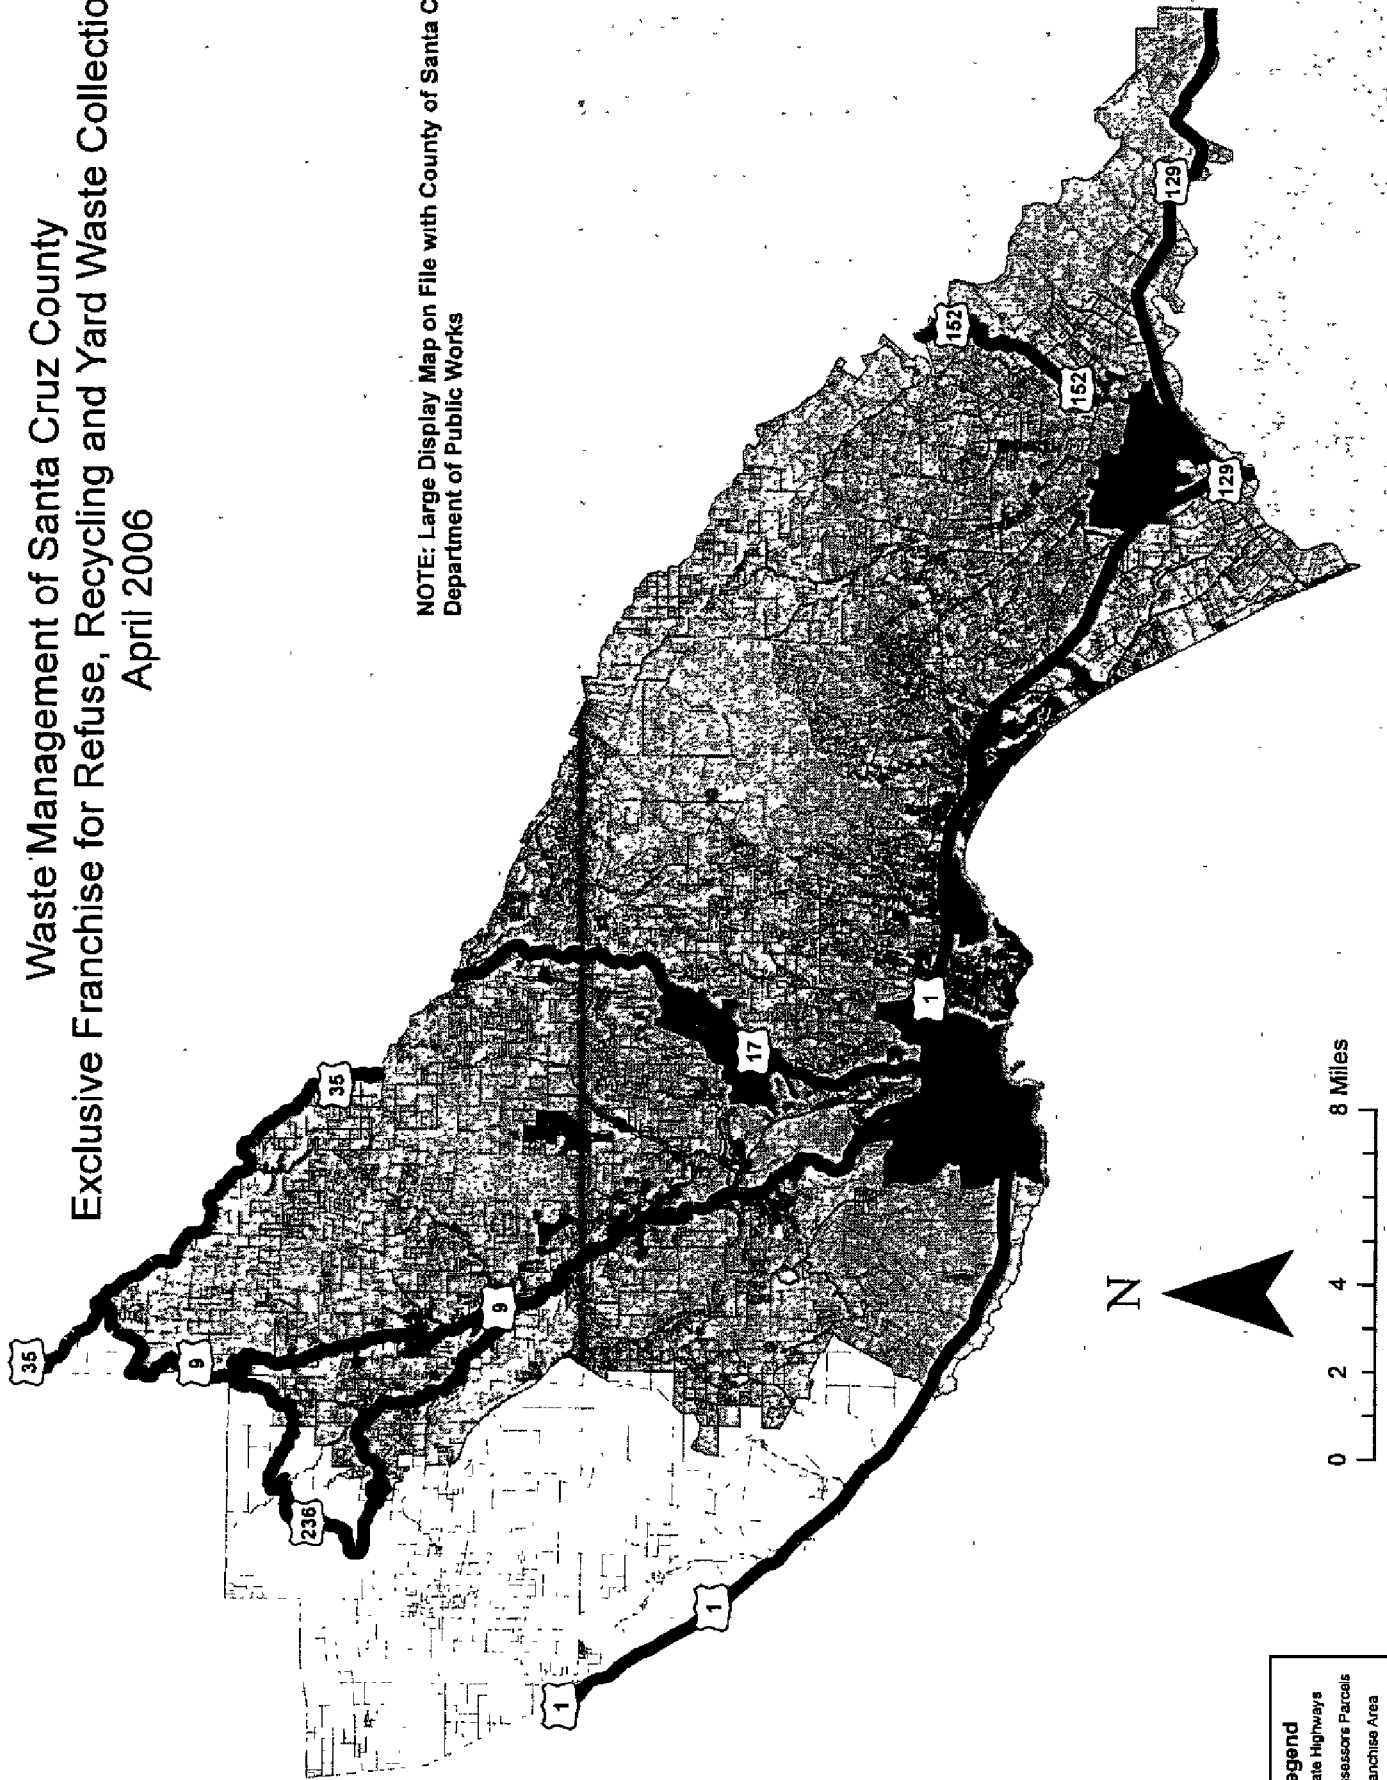 Waste Management of Santa Cruz County
Exclusive Franchise for Refuse, Recycling and Yard Waste Collectio
April 2006
NOTE: Large Display Map on File with County of Santa C
Department of Public Works
35
35
9
236
9
17
1
1
1
152
152
129
129
N
0 2 4 8 Miles
egend
ate Highways
sessors Parcels
anchise Area